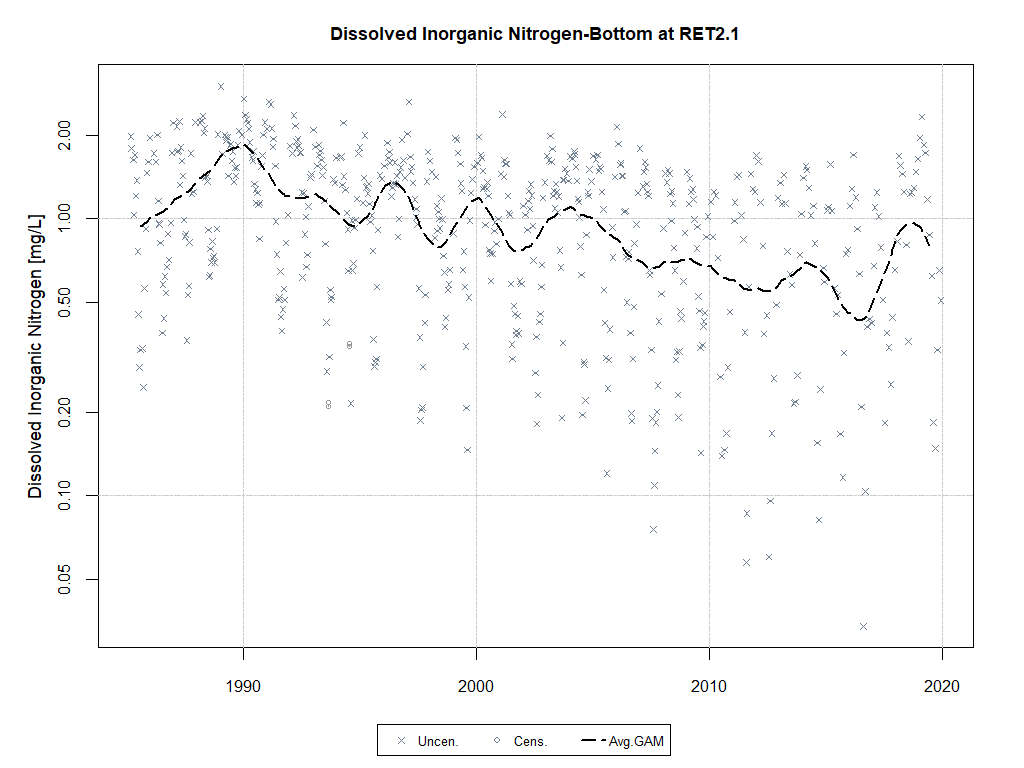 Dissolved Inorganic Nitrogen-Bottom at RET2.1
Dissolved Inorganic Nitrogen [mg/L]
2.00
1.00
0.50
0.20
0.10
0.05
1990 2000 2010 2020
Uncen. Cens. Avg.GAM